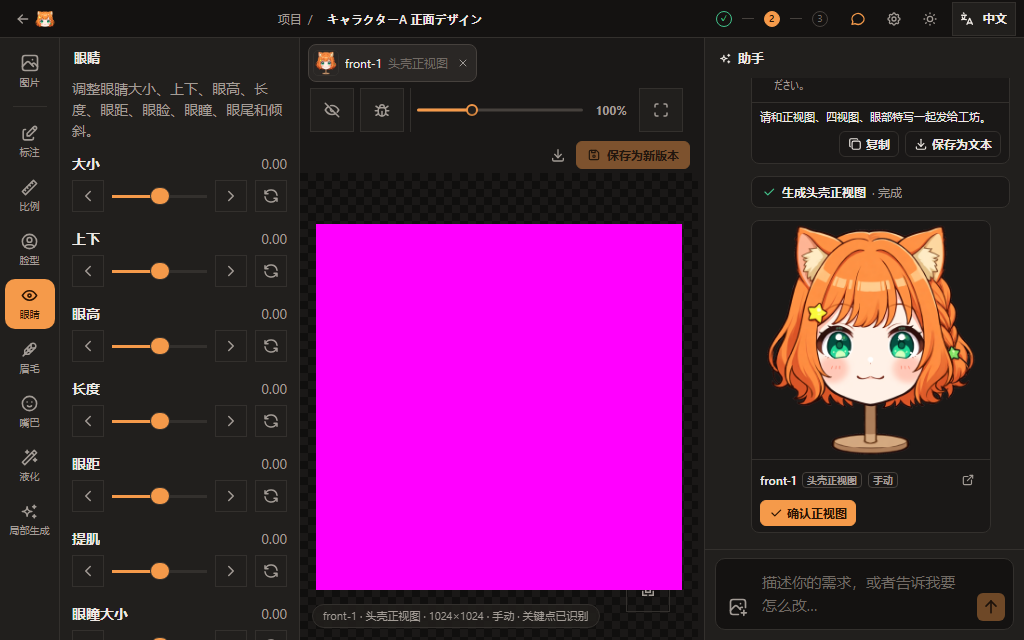 项目 / キャラクターA 正面デザイン
2
3
中文
图片
标注
比例
脸型
眼睛
眉毛
嘴巴
液化
局部生成
眼睛
调整眼睛大小、上下、眼高、长
度、眼距、眼睑、眼瞳、眼尾和倾
斜。
大小 0.00
上下 0.00
眼高 0.00
长度 0.00
眼距 0.00
提肌 0.00
眼瞳大小 0.00
front-1 头壳正视图
100%
保存为新版本
front-1 · 头壳正视图 · 1024×1024 · 手动 · 关键点已识别
助手
ださい。
请和正视图、四视图、眼部特写一起发给工坊。
复制 保存为文本
生成头壳正视图 · 完成
front-1 头壳正视图 手动
确认正视图
描述你的需求，或者告诉我要
怎么改...